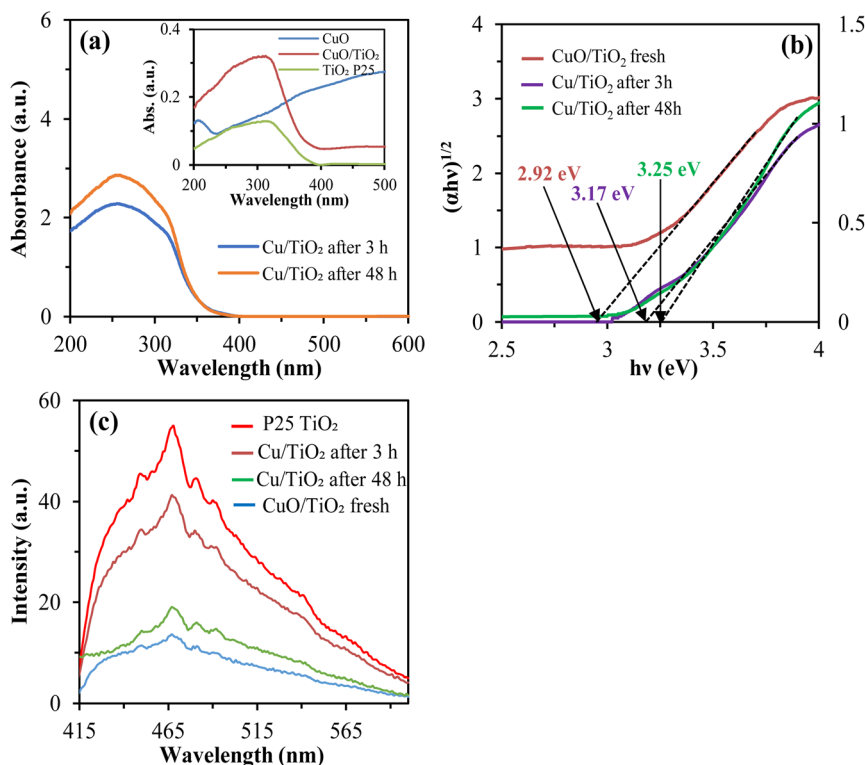 (a)
Absorbance (a.u.)
6
4
2
0
200
300
400
500
600
Wavelength (nm)
Cu/TiO₂ after 3 h
Cu/TiO₂ after 48 h
Abs. (a.u.)
0.4
0.2
0
200
300
400
500
Wavelength (nm)
CuO
CuO/TiO₂
TiO₂ P25
(b)
(αhν)^1/2
4
3
2
1
0
1.5
1
0.5
0
2.5
3
3.5
4
hν (eV)
CuO/TiO₂ fresh
Cu/TiO₂ after 3h
Cu/TiO₂ after 48h
2.92 eV
3.17 eV
3.25 eV
(c)
Intensity (a.u.)
60
40
20
0
415
465
515
565
Wavelength (nm)
P25 TiO₂
Cu/TiO₂ after 3 h
Cu/TiO₂ after 48 h
CuO/TiO₂ fresh